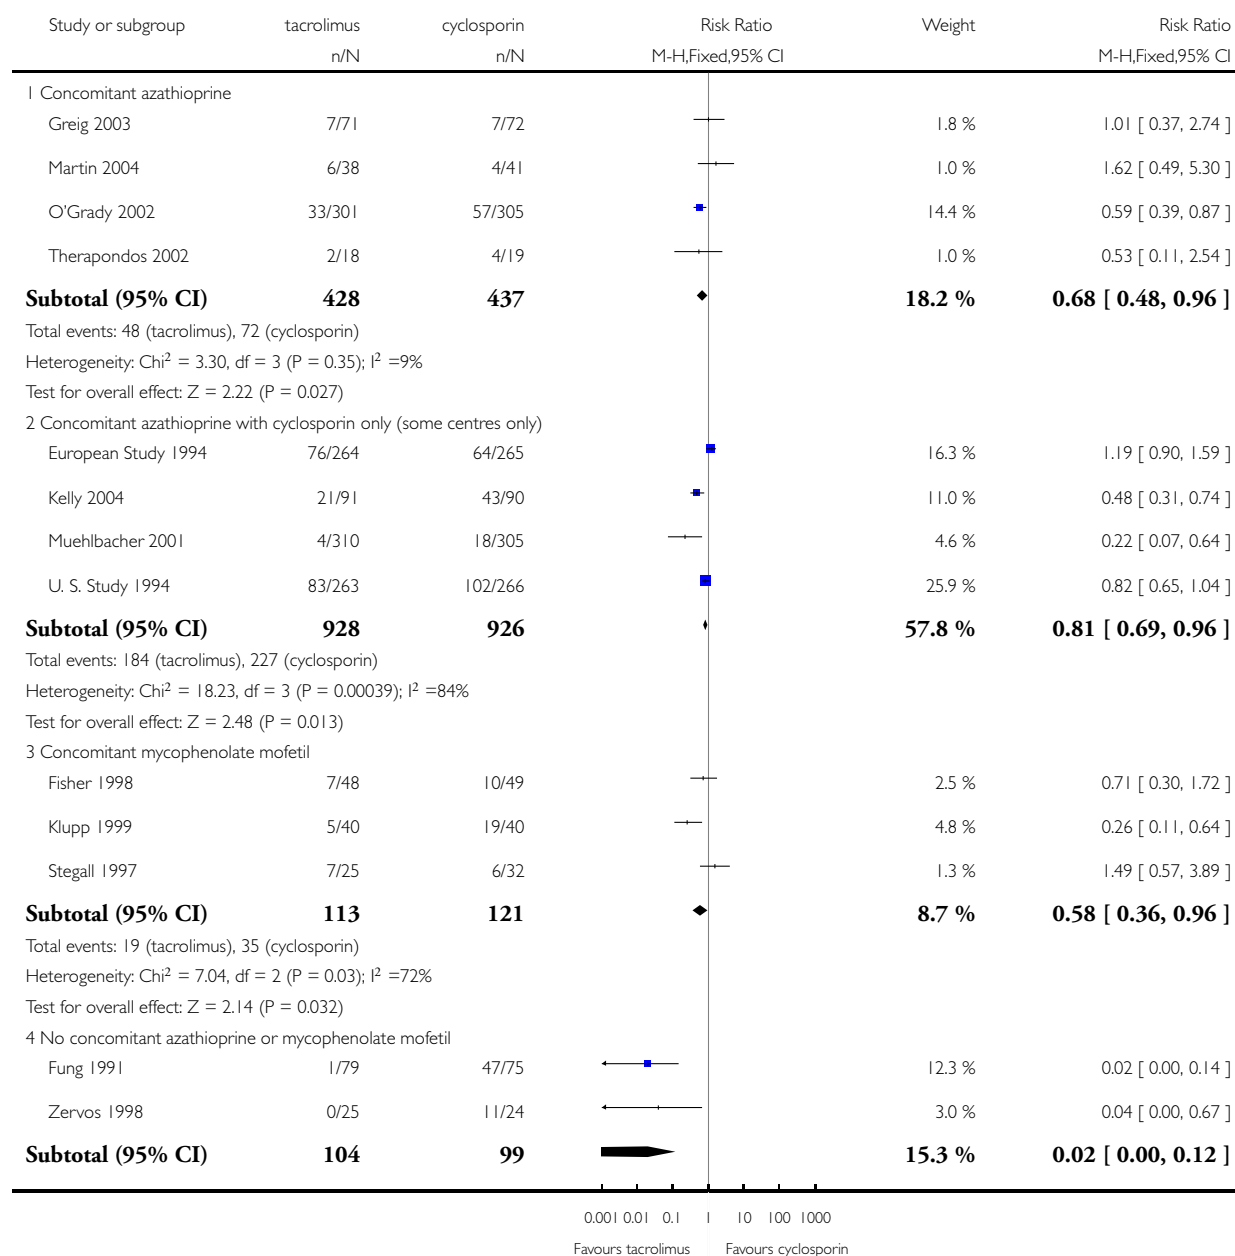 Study or subgroup tacrolimus cyclosporin Risk Ratio Weight Risk Ratio
n/N n/N M-H,Fixed,95% CI M-H,Fixed,95% CI
1 Concomitant azathioprine
Greig 2003 7/71 7/72 1.8 % 1.01 [ 0.37, 2.74 ]
Martin 2004 6/38 4/41 1.0 % 1.62 [ 0.49, 5.30 ]
O'Grady 2002 33/301 57/305 14.4 % 0.59 [ 0.39, 0.87 ]
Therapondos 2002 2/18 4/19 1.0 % 0.53 [ 0.11, 2.54 ]
Subtotal (95% CI) 428 437 18.2 % 0.68 [ 0.48, 0.96 ]
Total events: 48 (tacrolimus), 72 (cyclosporin)
Heterogeneity: Chi² = 3.30, df = 3 (P = 0.35); I² =9%
Test for overall effect: Z = 2.22 (P = 0.027)
2 Concomitant azathioprine with cyclosporin only (some centres only)
European Study 1994 76/264 64/265 16.3 % 1.19 [ 0.90, 1.59 ]
Kelly 2004 21/91 43/90 11.0 % 0.48 [ 0.31, 0.74 ]
Muehlbacher 2001 4/310 18/305 4.6 % 0.22 [ 0.07, 0.64 ]
U. S. Study 1994 83/263 102/266 25.9 % 0.82 [ 0.65, 1.04 ]
Subtotal (95% CI) 928 926 57.8 % 0.81 [ 0.69, 0.96 ]
Total events: 184 (tacrolimus), 227 (cyclosporin)
Heterogeneity: Chi² = 18.23, df = 3 (P = 0.00039); I² =84%
Test for overall effect: Z = 2.48 (P = 0.013)
3 Concomitant mycophenolate mofetil
Fisher 1998 7/48 10/49 2.5 % 0.71 [ 0.30, 1.72 ]
Klupp 1999 5/40 19/40 4.8 % 0.26 [ 0.11, 0.64 ]
Stegall 1997 7/25 6/32 1.3 % 1.49 [ 0.57, 3.89 ]
Subtotal (95% CI) 113 121 8.7 % 0.58 [ 0.36, 0.96 ]
Total events: 19 (tacrolimus), 35 (cyclosporin)
Heterogeneity: Chi² = 7.04, df = 2 (P = 0.03); I² =72%
Test for overall effect: Z = 2.14 (P = 0.032)
4 No concomitant azathioprine or mycophenolate mofetil
Fung 1991 1/79 47/75 12.3 % 0.02 [ 0.00, 0.14 ]
Zervos 1998 0/25 11/24 3.0 % 0.04 [ 0.00, 0.67 ]
Subtotal (95% CI) 104 99 15.3 % 0.02 [ 0.00, 0.12 ]
0.001 0.01 0.1 1 10 100 1000
Favours tacrolimus Favours cyclosporin